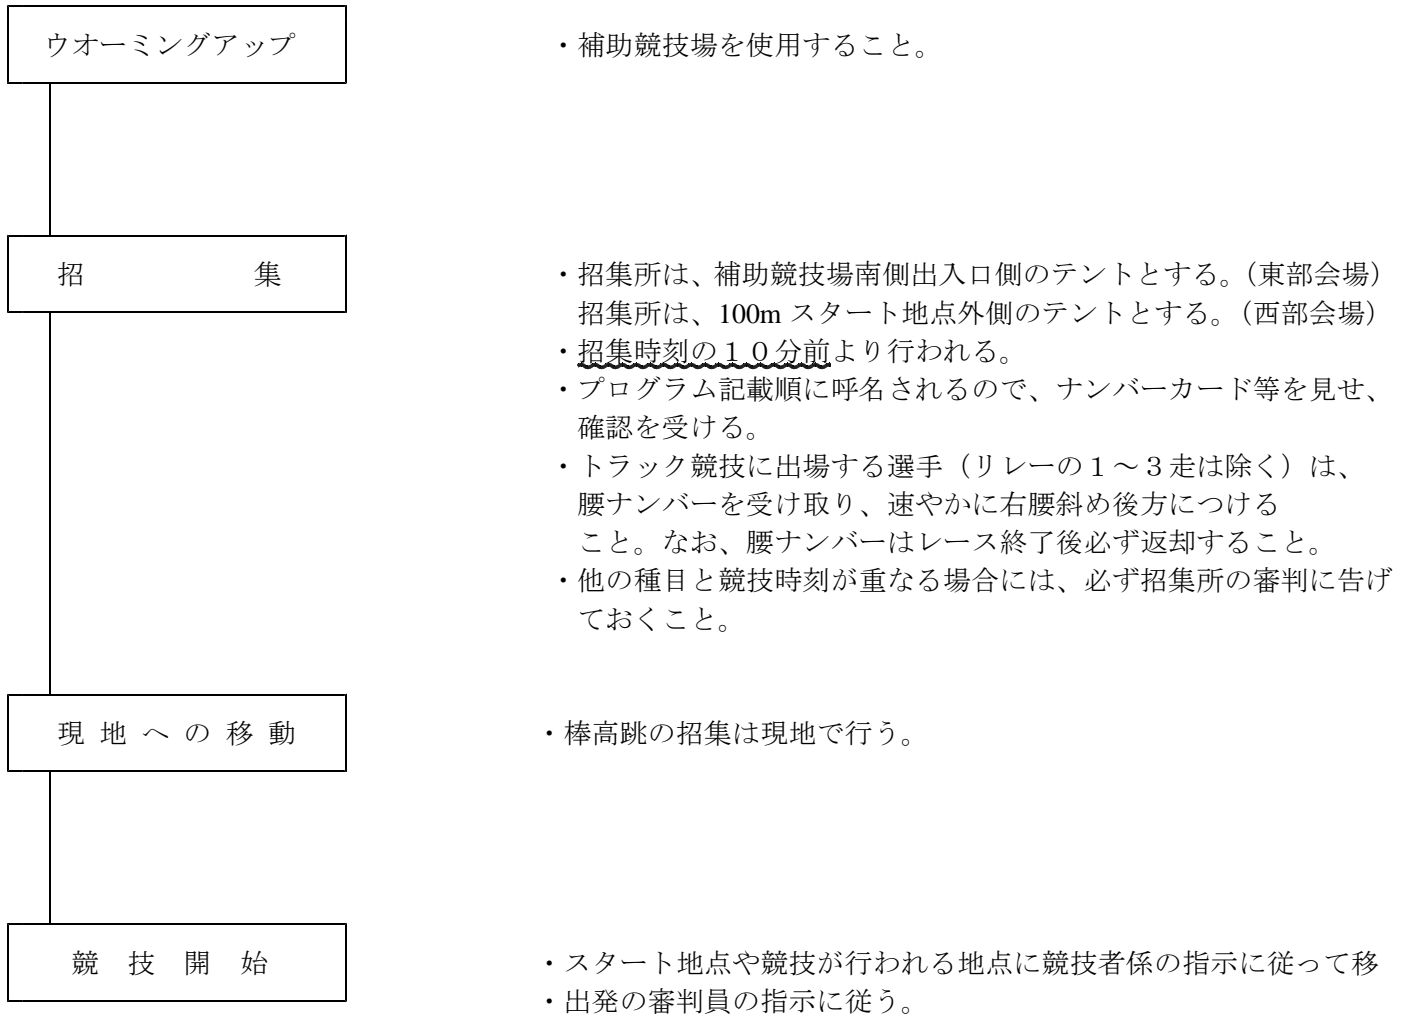 ウオーミングアップ
・補助競技場を使用すること。
招　集
・招集所は、補助競技場南側出入口側のテントとする。（東部会場）
招集所は、100m スタート地点外側のテントとする。（西部会場）
・招集時刻の１０分前より行われる。
・プログラム記載順に呼名されるので、ナンバーカード等を見せ、
確認を受ける。
・トラック競技に出場する選手（リレーの１～３走は除く）は、
腰ナンバーを受け取り、速やかに右腰斜め後方につける
こと。なお、腰ナンバーはレース終了後必ず返却すること。
・他の種目と競技時刻が重なる場合には、必ず招集所の審判に告げ
ておくこと。
現 地 へ の 移 動
・棒高跳の招集は現地で行う。
競　技　開　始
・スタート地点や競技が行われる地点に競技者係の指示に従って移
・出発の審判員の指示に従う。